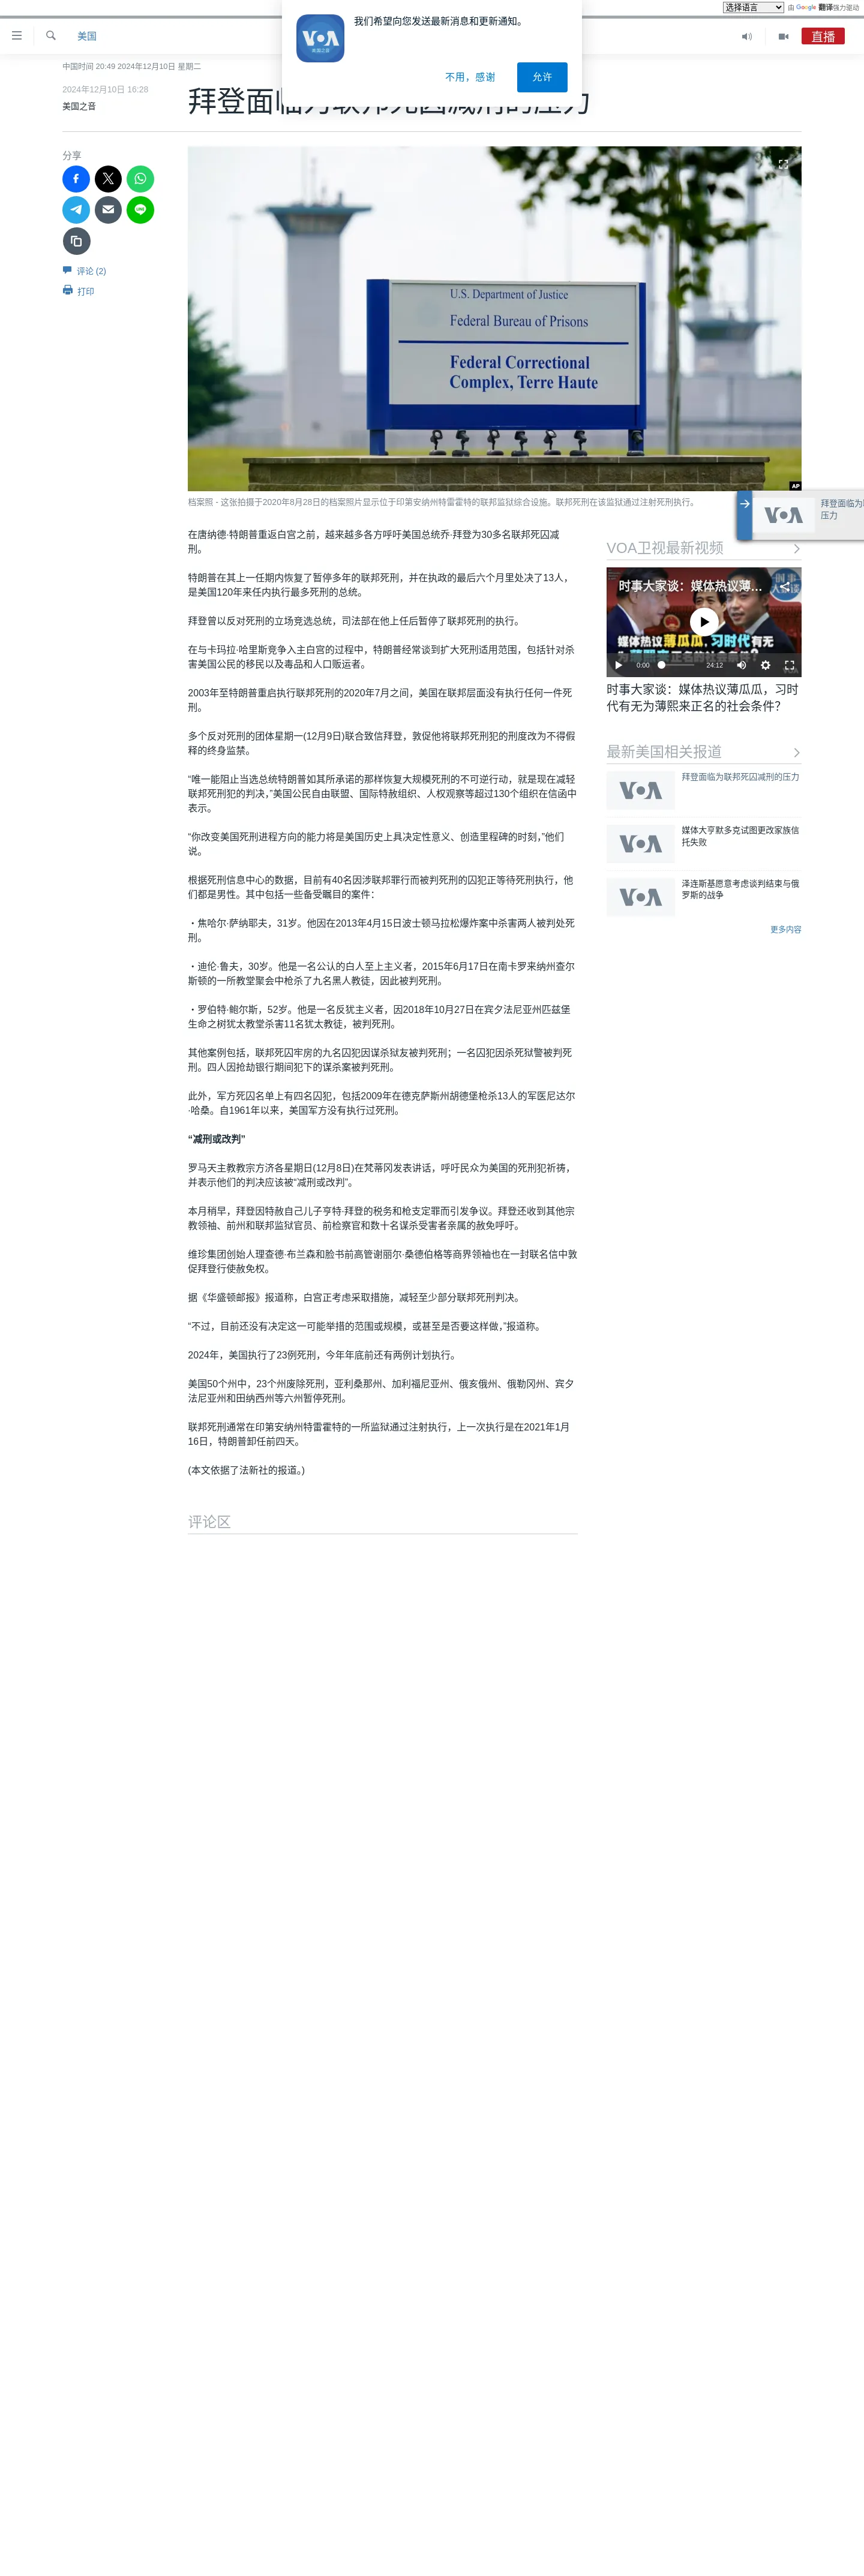 选择语言
由 Google 翻译强力驱动
我们希望向您发送最新消息和更新通知。
VOA
美国之音
不用，感谢
允许
美国
直播
中国时间 20:49 2024年12月10日 星期二
2024年12月10日 16:28
美国之音
拜登面临为联邦死囚减刑的压力
分享
评论 (2)
打印
U.S. Department of Justice
Federal Bureau of Prisons
Federal Correctional
Complex, Terre Haute
AP
档案照 - 这张拍摄于2020年8月28日的档案照片显示位于印第安纳州特雷霍特的联邦监狱综合设施。联邦死刑在该监狱通过注射死刑执行。
VOA
拜登面临为
压力
在唐纳德·特朗普重返白宫之前，越来越多各方呼吁美国总统乔·拜登为30多名联邦死囚减
刑。
特朗普在其上一任期内恢复了暂停多年的联邦死刑，并在执政的最后六个月里处决了13人，
是美国120年来任内执行最多死刑的总统。
拜登曾以反对死刑的立场竞选总统，司法部在他上任后暂停了联邦死刑的执行。
在与卡玛拉·哈里斯竞争入主白宫的过程中，特朗普经常谈到扩大死刑适用范围，包括针对杀
害美国公民的移民以及毒品和人口贩运者。
2003年至特朗普重启执行联邦死刑的2020年7月之间，美国在联邦层面没有执行任何一件死
刑。
多个反对死刑的团体星期一(12月9日)联合致信拜登，敦促他将联邦死刑犯的刑度改为不得假
释的终身监禁。
“唯一能阻止当选总统特朗普如其所承诺的那样恢复大规模死刑的不可逆行动，就是现在减轻
联邦死刑犯的判决，”美国公民自由联盟、国际特赦组织、人权观察等超过130个组织在信函中
表示。
“你改变美国死刑进程方向的能力将是美国历史上具决定性意义、创造里程碑的时刻，”他们
说。
根据死刑信息中心的数据，目前有40名因涉联邦罪行而被判死刑的囚犯正等待死刑执行，他
们都是男性。其中包括一些备受瞩目的案件：
・焦哈尔·萨纳耶夫，31岁。他因在2013年4月15日波士顿马拉松爆炸案中杀害两人被判处死
刑。
・迪伦·鲁夫，30岁。他是一名公认的白人至上主义者，2015年6月17日在南卡罗来纳州查尔
斯顿的一所教堂聚会中枪杀了九名黑人教徒，因此被判死刑。
・罗伯特·鲍尔斯，52岁。他是一名反犹主义者，因2018年10月27日在宾夕法尼亚州匹兹堡
生命之树犹太教堂杀害11名犹太教徒，被判死刑。
其他案例包括，联邦死囚牢房的九名囚犯因谋杀狱友被判死刑；一名囚犯因杀死狱警被判死
刑。四人因抢劫银行期间犯下的谋杀案被判死刑。
此外，军方死囚名单上有四名囚犯，包括2009年在德克萨斯州胡德堡枪杀13人的军医尼达尔
·哈桑。自1961年以来，美国军方没有执行过死刑。
“减刑或改判”
罗马天主教教宗方济各星期日(12月8日)在梵蒂冈发表讲话，呼吁民众为美国的死刑犯祈祷，
并表示他们的判决应该被“减刑或改判”。
本月稍早，拜登因特赦自己儿子亨特·拜登的税务和枪支定罪而引发争议。拜登还收到其他宗
教领袖、前州和联邦监狱官员、前检察官和数十名谋杀受害者亲属的赦免呼吁。
维珍集团创始人理查德·布兰森和脸书前高管谢丽尔·桑德伯格等商界领袖也在一封联名信中敦
促拜登行使赦免权。
据《华盛顿邮报》报道称，白宫正考虑采取措施，减轻至少部分联邦死刑判决。
“不过，目前还没有决定这一可能举措的范围或规模，或甚至是否要这样做，”报道称。
2024年，美国执行了23例死刑，今年年底前还有两例计划执行。
美国50个州中，23个州废除死刑，亚利桑那州、加利福尼亚州、俄亥俄州、俄勒冈州、宾夕
法尼亚州和田纳西州等六州暂停死刑。
联邦死刑通常在印第安纳州特雷霍特的一所监狱通过注射执行，上一次执行是在2021年1月
16日，特朗普卸任前四天。
(本文依据了法新社的报道。)
评论区
VOA卫视最新视频
时事大家谈：媒体热议薄…
媒体热议薄瓜瓜，习时代有无
0:00
24:12
时事大家谈：媒体热议薄瓜瓜，习时
代有无为薄熙来正名的社会条件？
最新美国相关报道
VOA
拜登面临为联邦死囚减刑的压力
VOA
媒体大亨默多克试图更改家族信
托失败
VOA
泽连斯基愿意考虑谈判结束与俄
罗斯的战争
更多内容